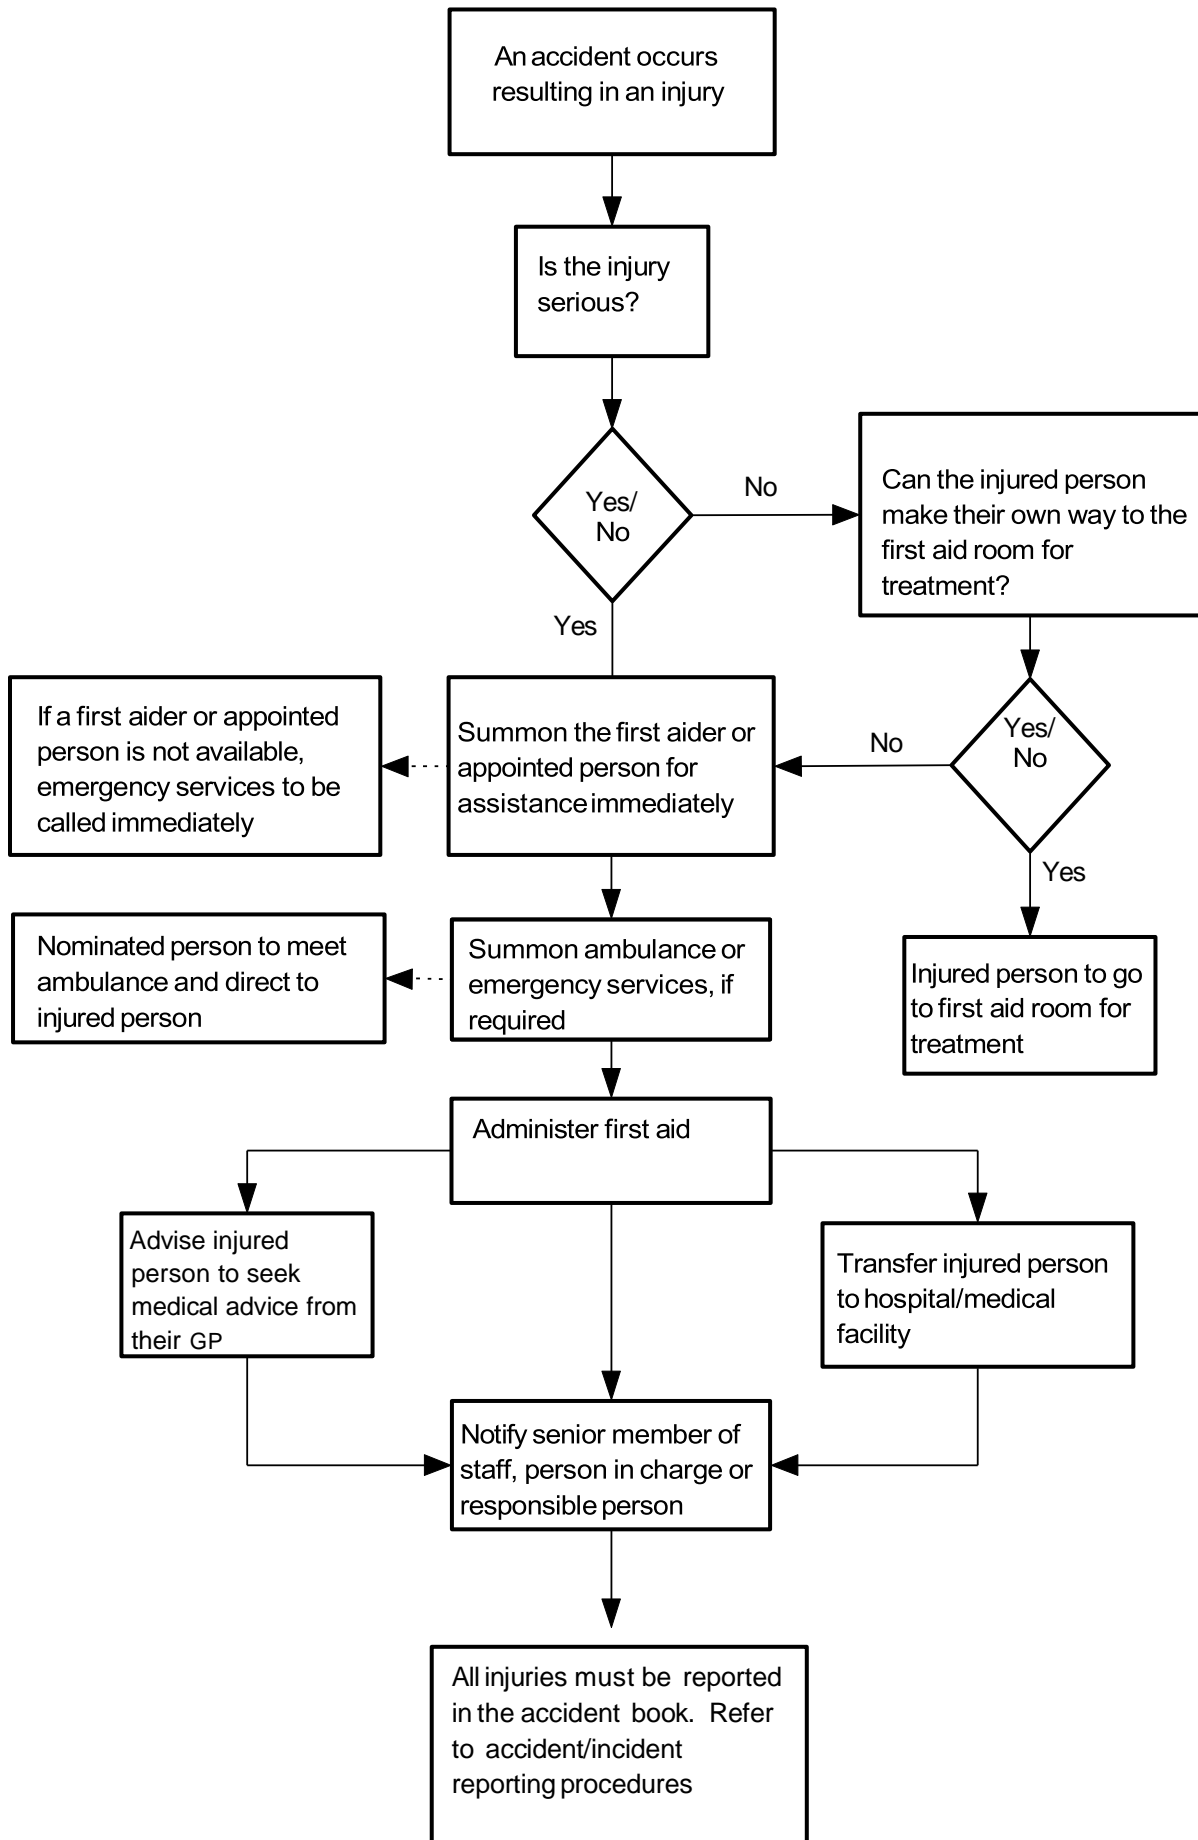 An accident occurs
resulting in an injury
Is the injury
serious?
Yes/
No
No
Can the injured person
make their own way to the
first aid room for
treatment?
Yes
If a first aider or appointed
person is not available,
emergency services to be
called immediately
Summon the first aider or
appointed person for
assistance immediately
No
Yes/
No
Yes
Nominated person to meet
ambulance and direct to
injured person
Summon ambulance or
emergency services, if
required
Injured person to go
to first aid room for
treatment
Administer first aid
Advise injured
person to seek
medical advice from
their GP
Transfer injured person
to hospital/medical
facility
Notify senior member of
staff, person in charge or
responsible person
All injuries must be reported
in the accident book. Refer
to accident/incident
reporting procedures